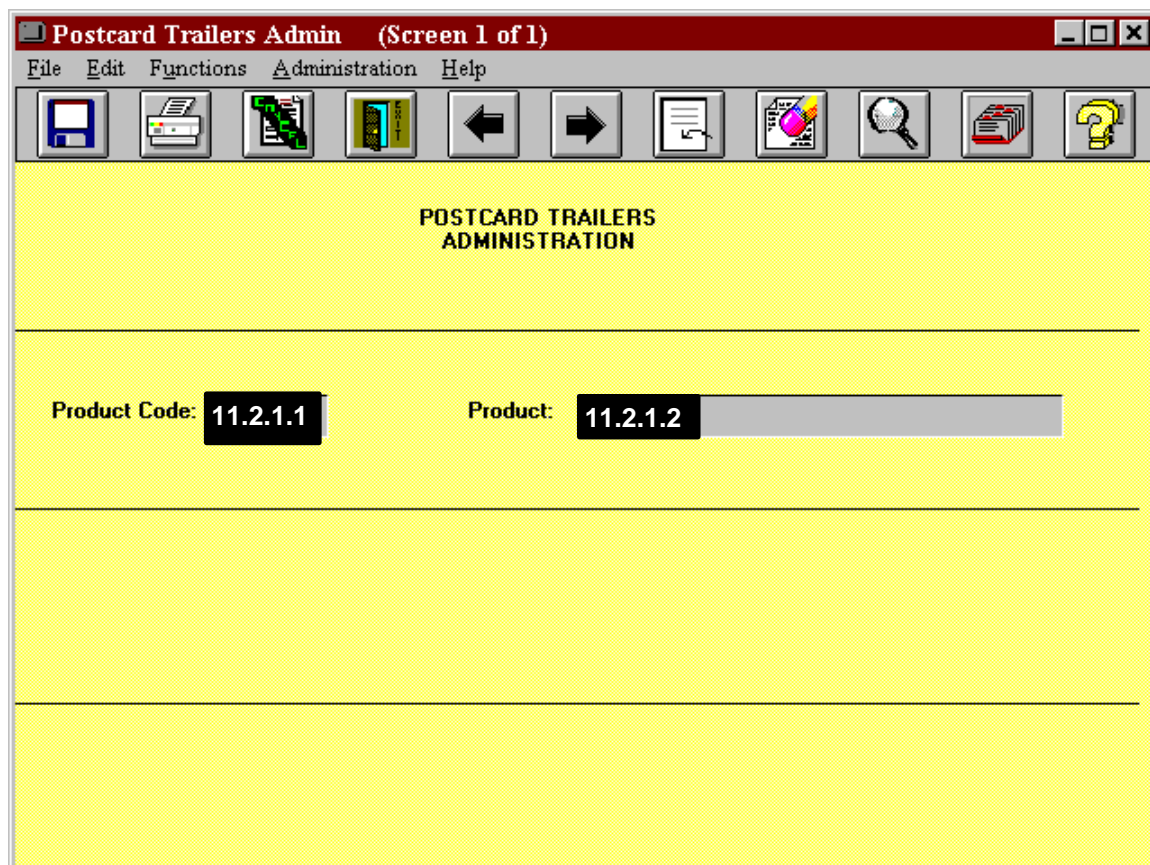 Postcard Trailers Admin (Screen 1 of 1)
File Edit Functions Administration Help
EXIT
POSTCARD TRAILERS
ADMINISTRATION
Product Code: 11.2.1.1 Product: 11.2.1.2